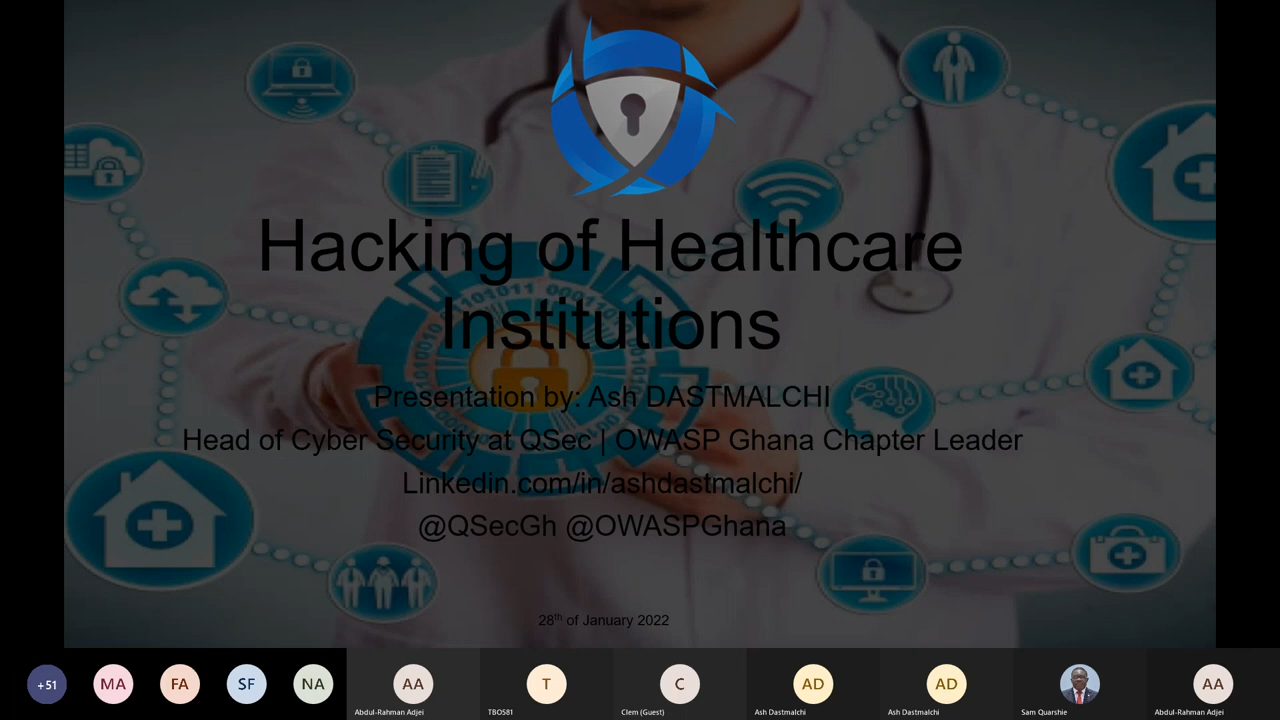 Hacking of Healthcare
Institutions
Presentation by: Ash DASTMALCHI
Head of Cyber Security at QSec | OWASP Ghana Chapter Leader
Linkedin.com/in/ashdastmalchi/
@QSecGh @OWASPGhana
28th of January 2022
+51
MA
FA
SF
NA
AA
T
C
AD
AD
AA
Abdul-Rahman Adjei
TBOS81
Clem (Guest)
Ash Dastmalchi
Ash Dastmalchi
Sam Quarshie
Abdul-Rahman Adjei